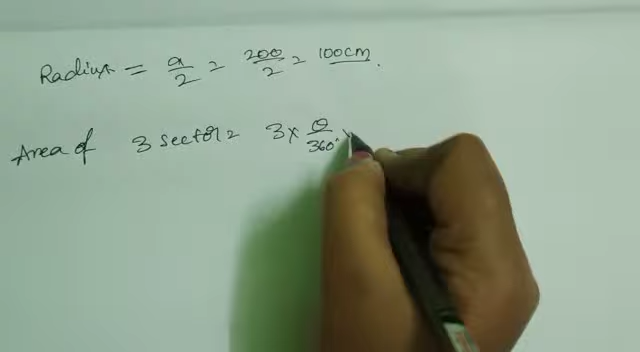 Radius = a/2 = 200/2 = 100cm.
Area of 3 sector = 3 × θ/360° ×